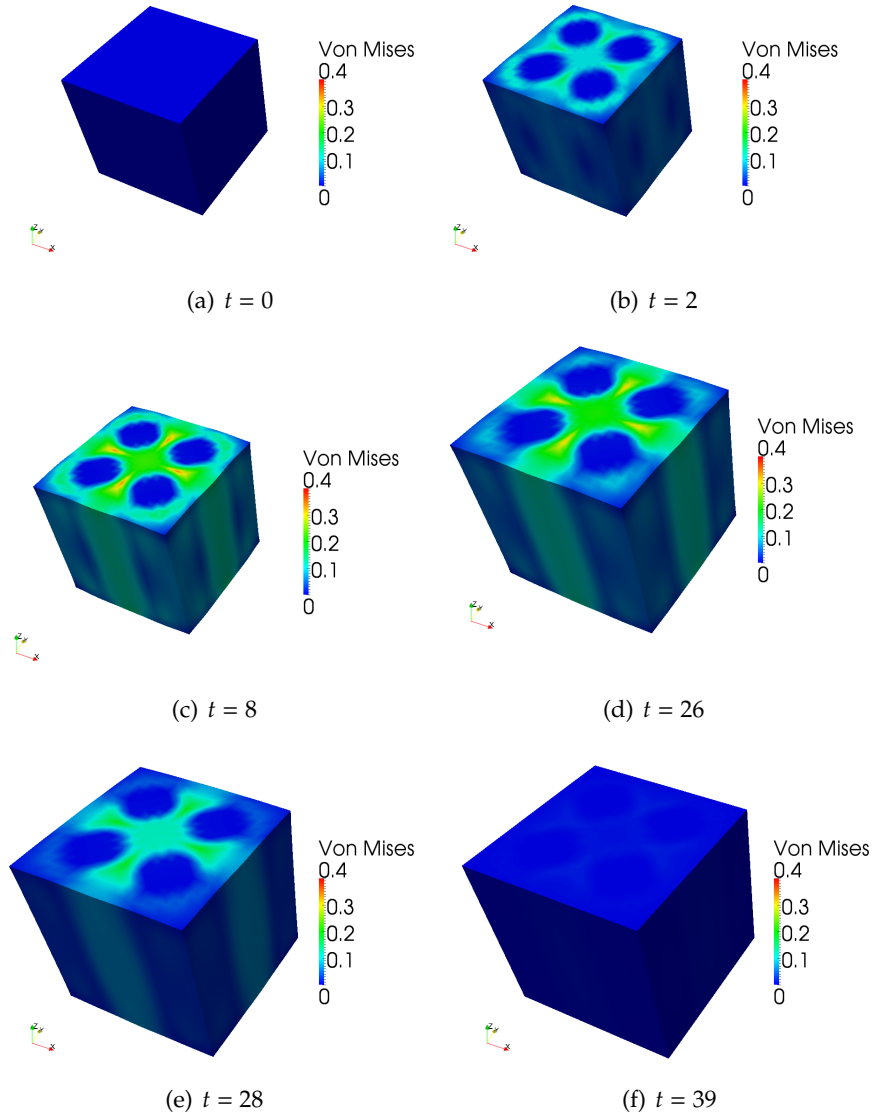 Von Mises
0.4
0.3
0.2
0.1
0
z
y
x
(a) t = 0
Von Mises
0.4
0.3
0.2
0.1
0
z
y
x
(b) t = 2
Von Mises
0.4
0.3
0.2
0.1
0
z
y
x
(c) t = 8
Von Mises
0.4
0.3
0.2
0.1
0
z
y
x
(d) t = 26
Von Mises
0.4
0.3
0.2
0.1
0
z
y
x
(e) t = 28
Von Mises
0.4
0.3
0.2
0.1
0
z
y
x
(f) t = 39